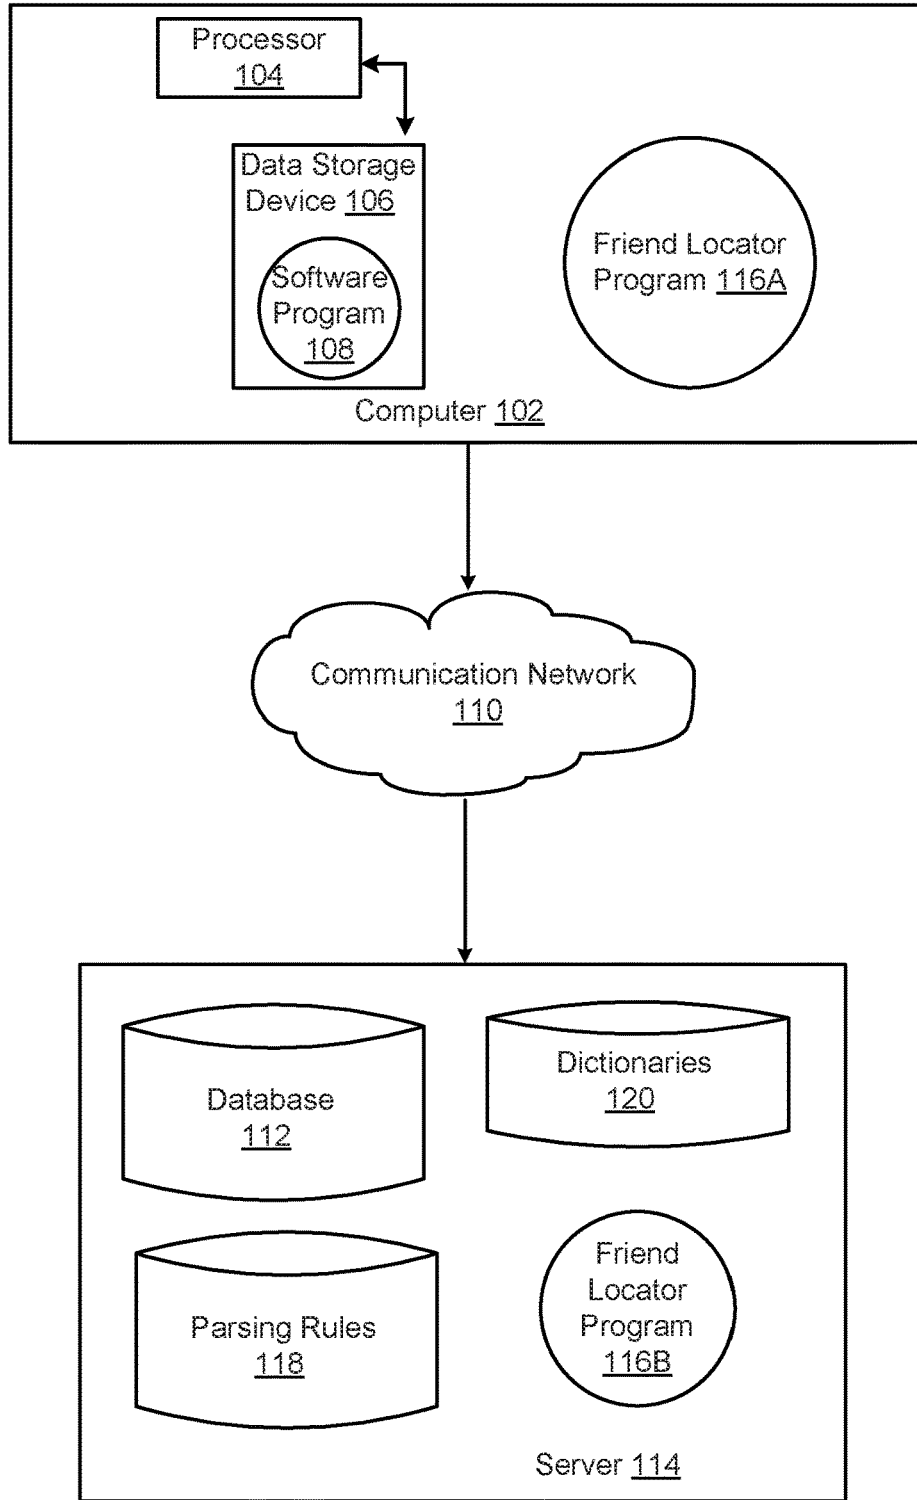 Processor
104
Data Storage
Device 106
Software
Program
108
Friend Locator
Program 116A
Computer 102
Communication Network
110
Database
112
Dictionaries
120
Parsing Rules
118
Friend
Locator
Program
116B
Server 114